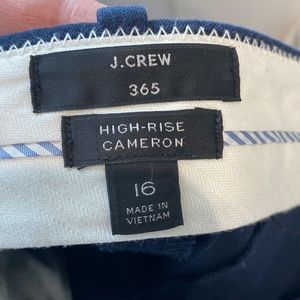 J.CREW
365
HIGH-RISE
CAMERON
16
MADE IN
VIETNAM